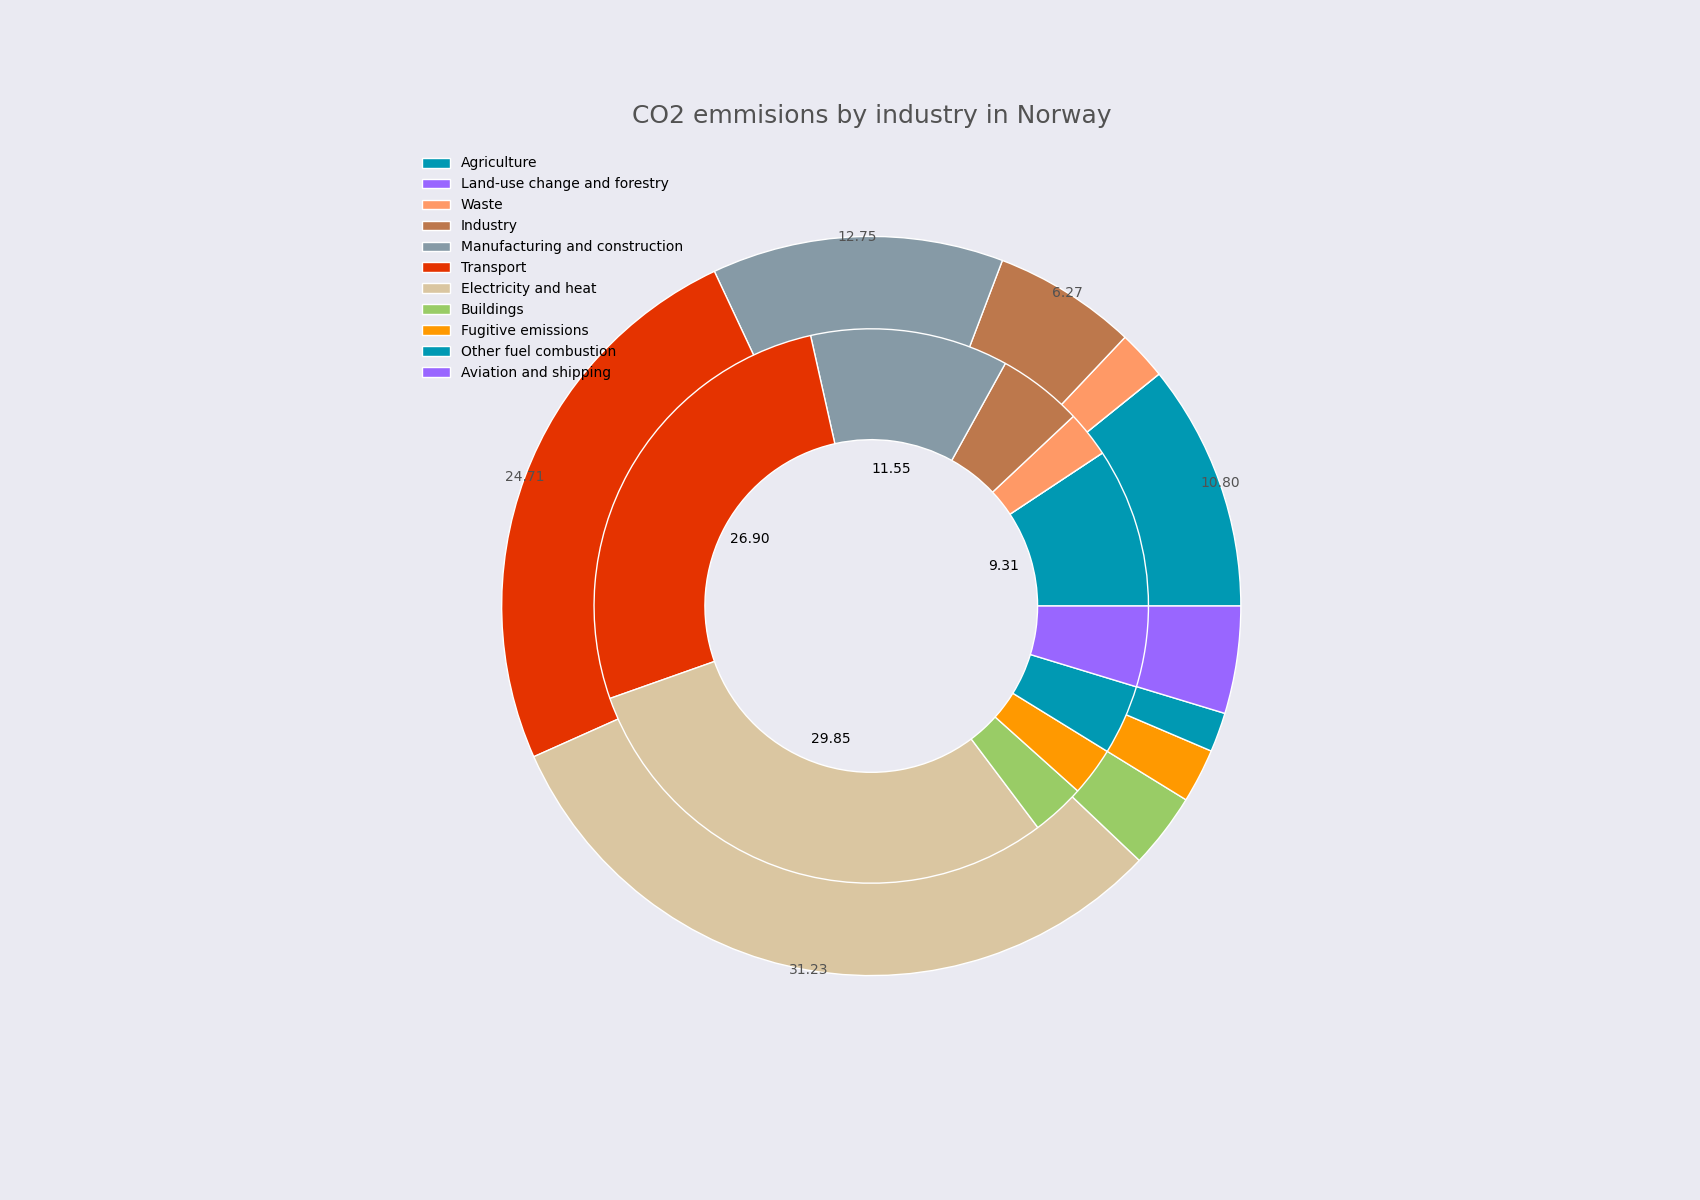 CO2 emmisions by industry in Norway
Agriculture
Land-use change and forestry
Waste
Industry
Manufacturing and construction
Transport
Electricity and heat
Buildings
Fugitive emissions
Other fuel combustion
Aviation and shipping
12.75
6.27
11.55
24.71
10.80
26.90
9.31
29.85
31.23